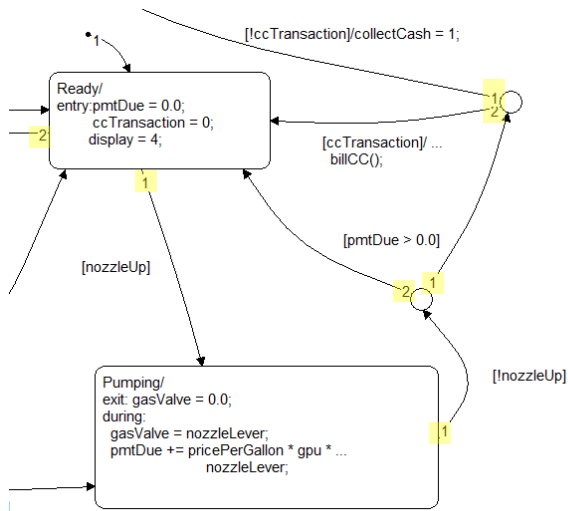 [!ccTransaction]/collectCash = 1;
1
Ready/
entry:pmtDue = 0.0;
ccTransaction = 0;
display = 4;
2
1
1
2
[ccTransaction]/ ...
billCC();
[pmtDue > 0.0]
[nozzleUp]
2
1
Pumping/
exit: gasValve = 0.0;
during:
gasValve = nozzleLever;
pmtDue += pricePerGallon * gpu * ...
nozzleLever;
[!nozzleUp]
1